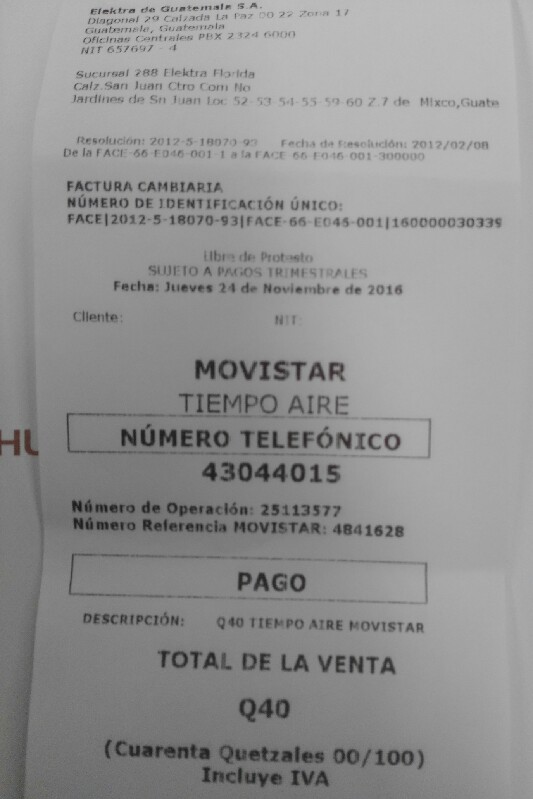 Elektra de Guatemala S.A.
Diagonal 29 Calzada La Paz 00 22 Zona 17
Guatemala, Guatemala
Oficinas Centrales PBX 2324 6000
NIT 657697 - 4
Sucursal 288 Elektra Florida
Calz.San Juan Ctro Com No
Jardines de Sn Juan Loc 52-53-54-55-59-60 Z.7 de Mixco,Guate
Resolución: 2012-5-18070-93 Fecha de Resolución: 2012/02/08
De la FACE-66-E046-001-1 a la FACE-66-E046-001-300000
FACTURA CAMBIARIA
NÚMERO DE IDENTIFICACIÓN ÚNICO:
FACE|2012-5-18070-93|FACE-66-E046-001|160000030339
Libre de Protesto
SUJETO A PAGOS TRIMESTRALES
Fecha: Jueves 24 de Noviembre de 2016
Cliente: NIT:
MOVISTAR
TIEMPO AIRE
HU NÚMERO TELEFÓNICO
43044015
Número de Operación: 25113577
Número Referencia MOVISTAR: 4841628
PAGO
DESCRIPCIÓN: Q40 TIEMPO AIRE MOVISTAR
TOTAL DE LA VENTA
Q40
(Cuarenta Quetzales 00/100)
Incluye IVA